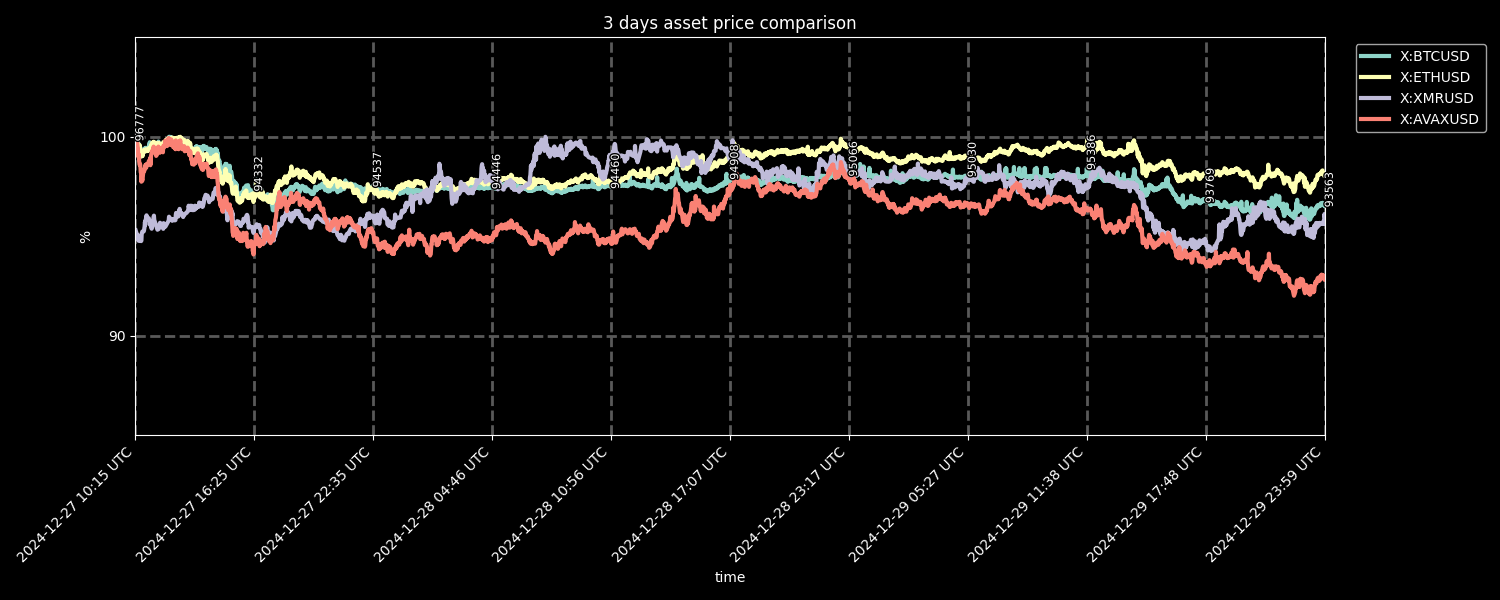 3 days asset price comparison
X:BTCUSD
X:ETHUSD
X:XMRUSD
X:AVAXUSD
100
90
%
96777
94332
94537
94446
94460
94908
95066
95030
95386
93769
93563
2024-12-27 10:15 UTC
2024-12-27 16:25 UTC
2024-12-27 22:35 UTC
2024-12-28 04:46 UTC
2024-12-28 10:56 UTC
2024-12-28 17:07 UTC
2024-12-28 23:17 UTC
2024-12-29 05:27 UTC
2024-12-29 11:38 UTC
2024-12-29 17:48 UTC
2024-12-29 23:59 UTC
time